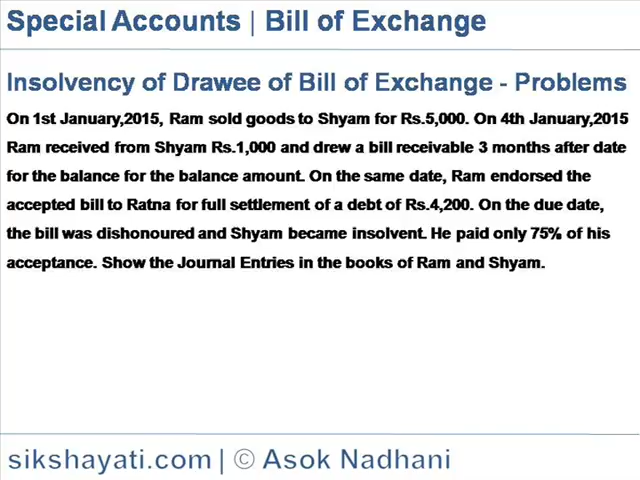 Special Accounts | Bill of Exchange
Insolvency of Drawee of Bill of Exchange - Problems
On 1st January,2015, Ram sold goods to Shyam for Rs.5,000. On 4th January,2015
Ram received from Shyam Rs.1,000 and drew a bill receivable 3 months after date
for the balance for the balance amount. On the same date, Ram endorsed the
accepted bill to Ratna for full settlement of a debt of Rs.4,200. On the due date,
the bill was dishonoured and Shyam became insolvent. He paid only 75% of his
acceptance. Show the Journal Entries in the books of Ram and Shyam.
sikshayati.com | © Asok Nadhani